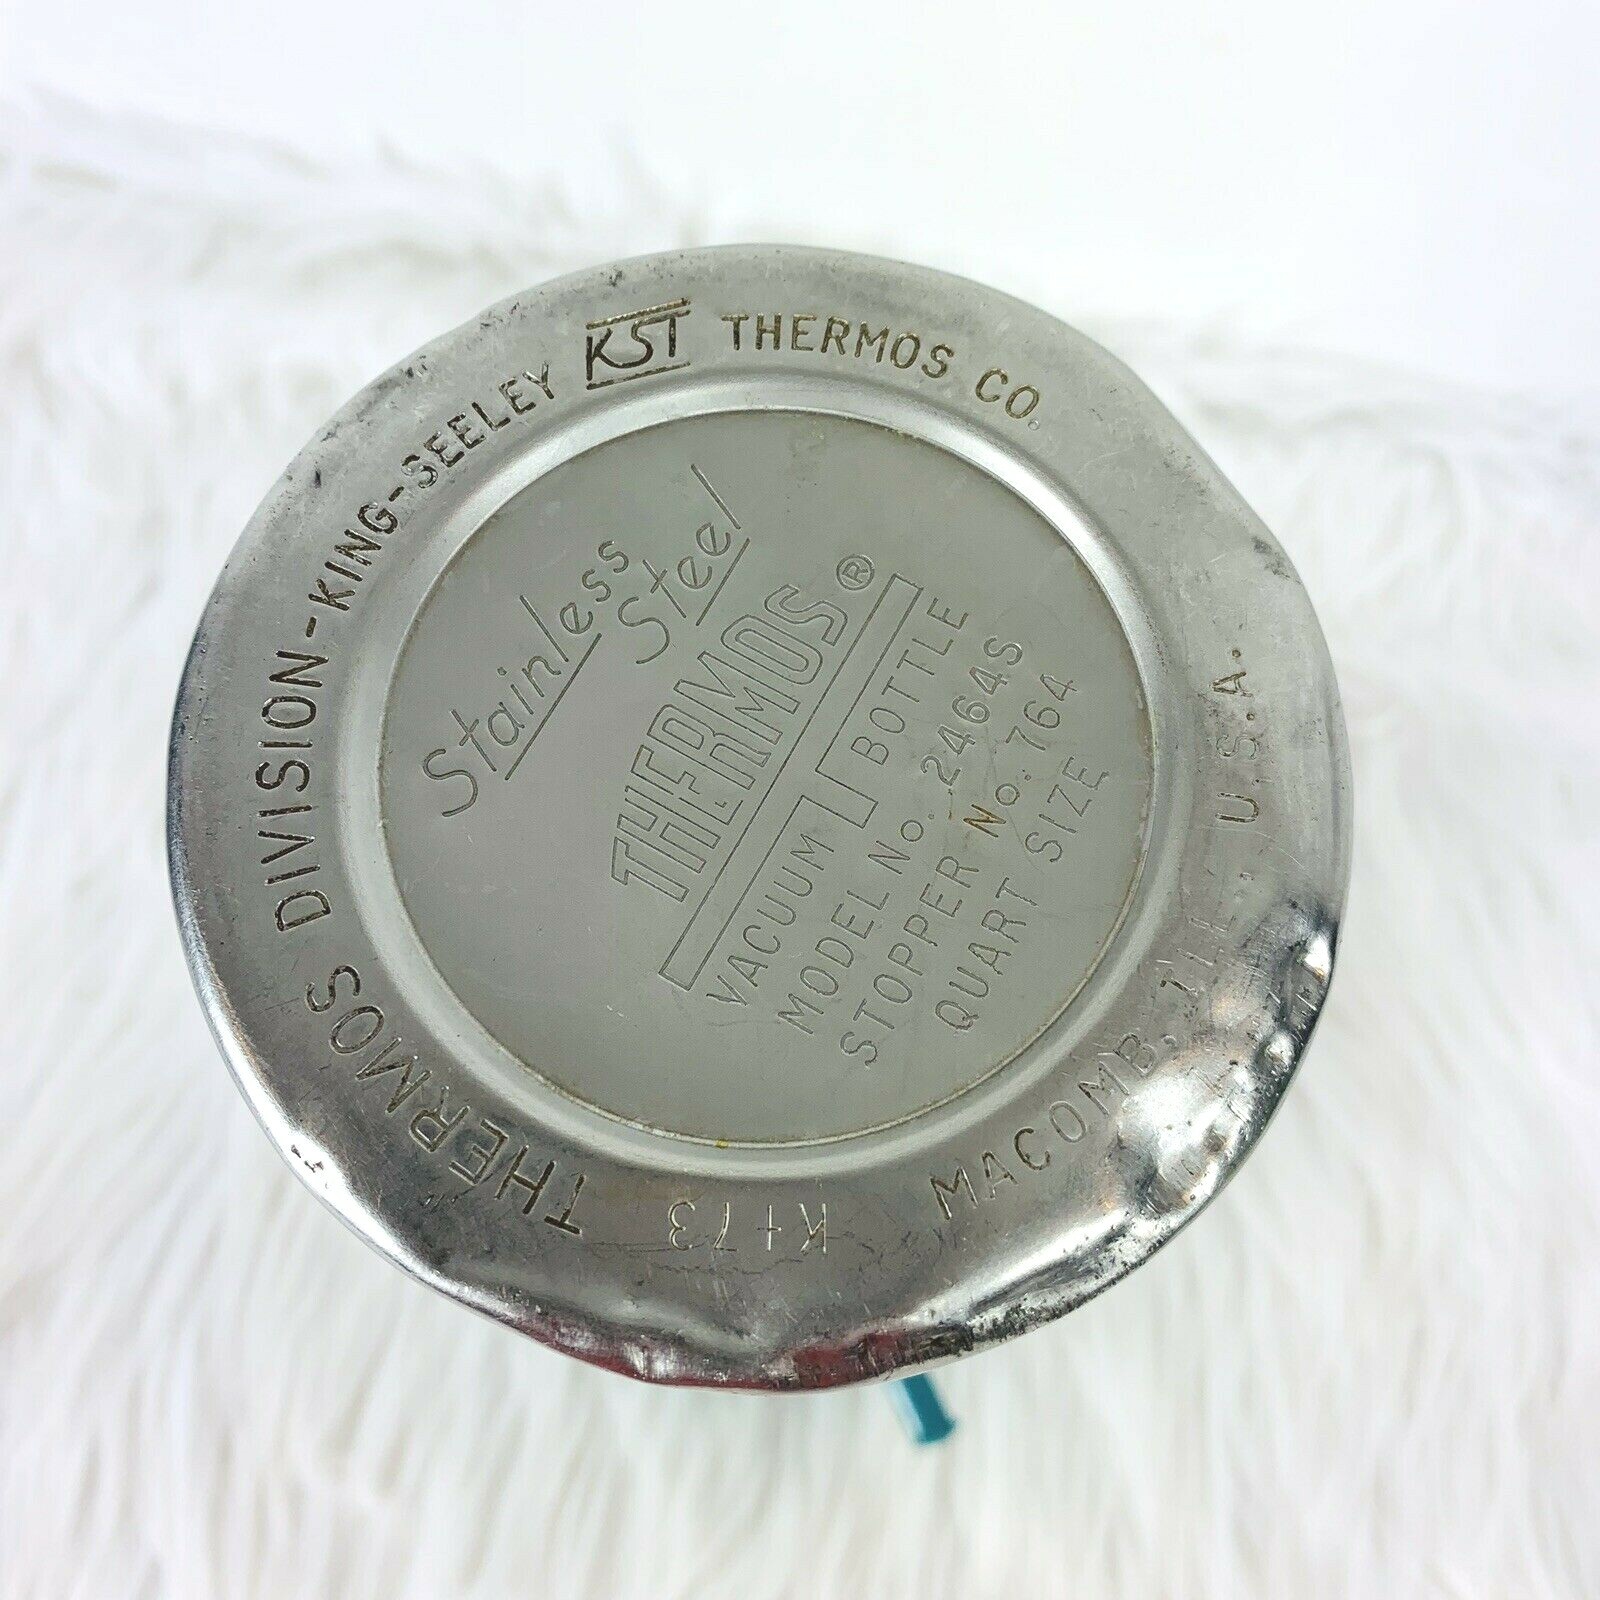 THERMOS DIVISION-KING-SEELEY KST THERMOS CO.
MACOMB, ILL. U.S.A.
Stainless
Steel
THERMOS®
VACUUM BOTTLE
MODEL No. 2464S
STOPPER No. 764
QUART SIZE